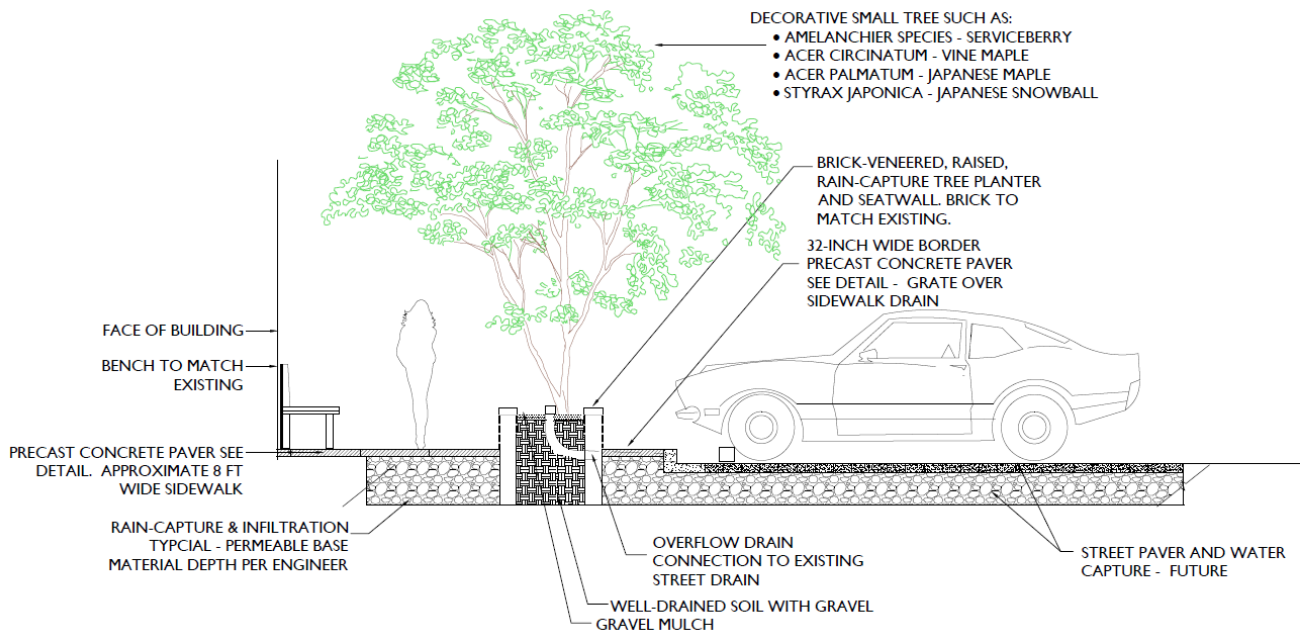 DECORATIVE SMALL TREE SUCH AS:
• AMELANCHIER SPECIES - SERVICEBERRY
• ACER CIRCINATUM - VINE MAPLE
• ACER PALMATUM - JAPANESE MAPLE
• STYRAX JAPONICA - JAPANESE SNOWBALL
BRICK-VENEERED, RAISED,
RAIN-CAPTURE TREE PLANTER
AND SEATWALL. BRICK TO
MATCH EXISTING.
32-INCH WIDE BORDER
PRECAST CONCRETE PAVER
SEE DETAIL - GRATE OVER
SIDEWALK DRAIN
FACE OF BUILDING
BENCH TO MATCH
EXISTING
PRECAST CONCRETE PAVER SEE
DETAIL. APPROXIMATE 8 FT
WIDE SIDEWALK
RAIN-CAPTURE & INFILTRATION
TYPCIAL - PERMEABLE BASE
MATERIAL DEPTH PER ENGINEER
OVERFLOW DRAIN
CONNECTION TO EXISTING
STREET DRAIN
STREET PAVER AND WATER
CAPTURE - FUTURE
WELL-DRAINED SOIL WITH GRAVEL
GRAVEL MULCH